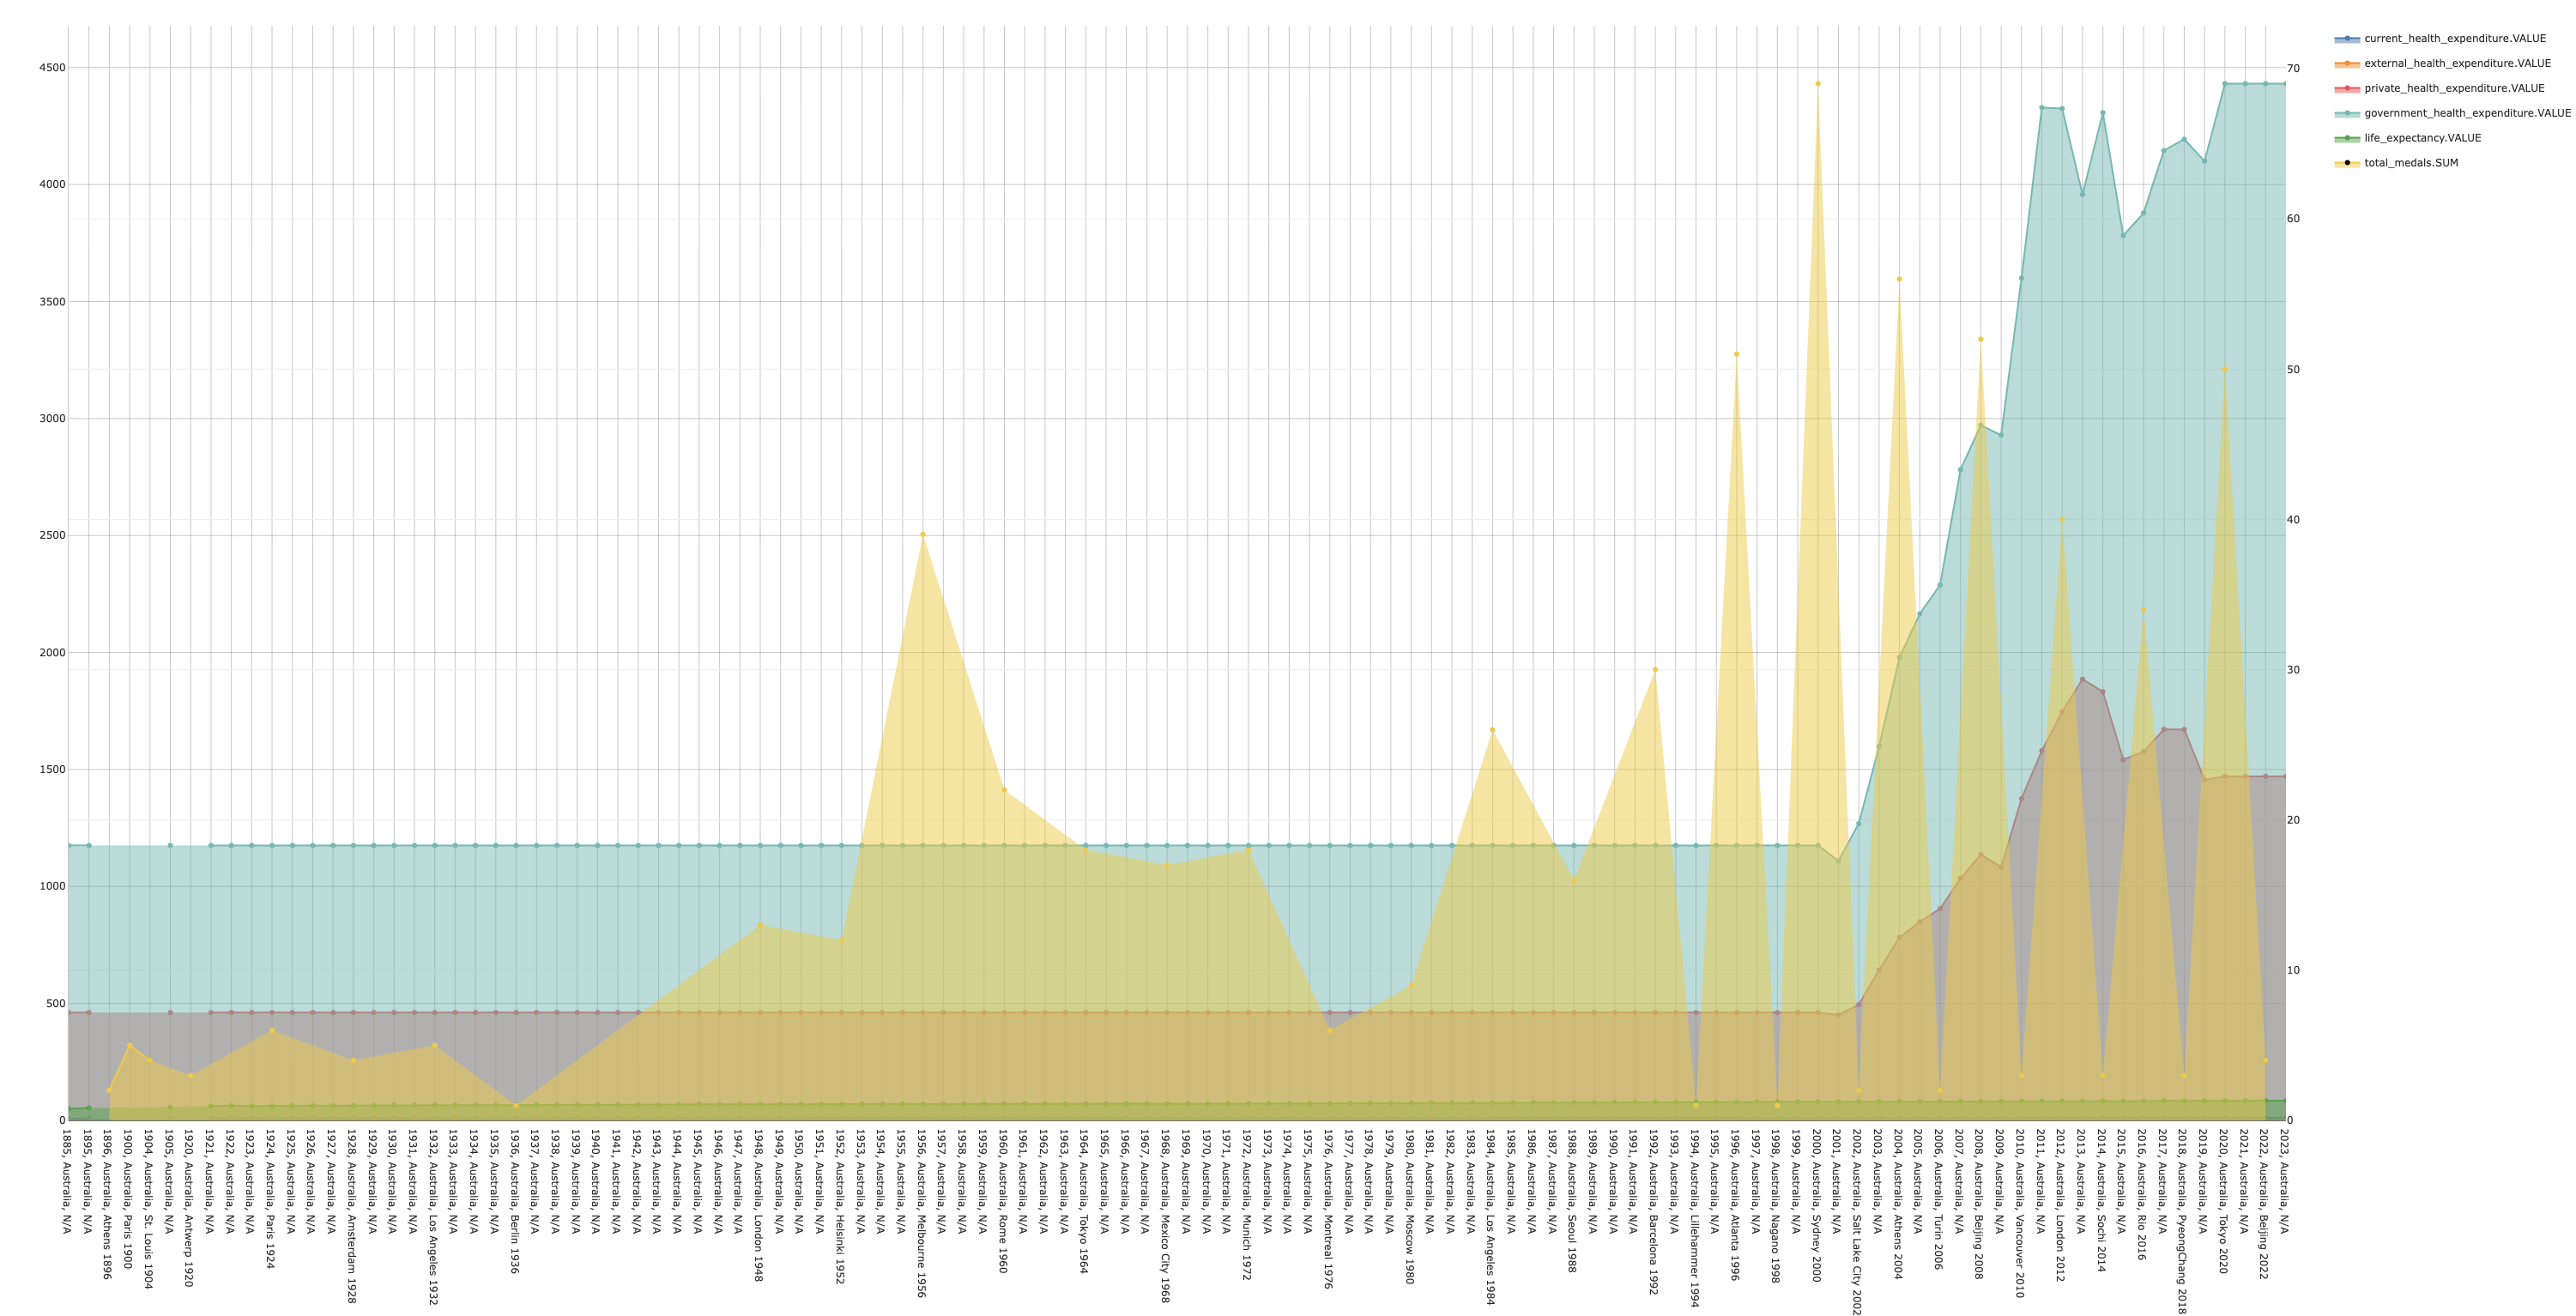 4500
4000
3500
3000
2500
2000
1500
1000
500
0
70
60
50
40
30
20
10
0
current_health_expenditure.VALUE
external_health_expenditure.VALUE
private_health_expenditure.VALUE
government_health_expenditure.VALUE
life_expectancy.VALUE
total_medals.SUM
1885, Australia, N/A
1895, Australia, N/A
1896, Australia, Athens 1896
1900, Australia, Paris 1900
1904, Australia, St. Louis 1904
1905, Australia, N/A
1920, Australia, Antwerp 1920
1921, Australia, N/A
1922, Australia, N/A
1923, Australia, N/A
1924, Australia, Paris 1924
1925, Australia, N/A
1926, Australia, N/A
1927, Australia, N/A
1928, Australia, Amsterdam 1928
1929, Australia, N/A
1930, Australia, N/A
1931, Australia, N/A
1932, Australia, Los Angeles 1932
1933, Australia, N/A
1934, Australia, N/A
1935, Australia, N/A
1936, Australia, Berlin 1936
1937, Australia, N/A
1938, Australia, N/A
1939, Australia, N/A
1940, Australia, N/A
1941, Australia, N/A
1942, Australia, N/A
1943, Australia, N/A
1944, Australia, N/A
1945, Australia, N/A
1946, Australia, N/A
1947, Australia, N/A
1948, Australia, London 1948
1949, Australia, N/A
1950, Australia, N/A
1951, Australia, N/A
1952, Australia, Helsinki 1952
1953, Australia, N/A
1954, Australia, N/A
1955, Australia, N/A
1956, Australia, Melbourne 1956
1957, Australia, N/A
1958, Australia, N/A
1959, Australia, N/A
1960, Australia, Rome 1960
1961, Australia, N/A
1962, Australia, N/A
1963, Australia, N/A
1964, Australia, Tokyo 1964
1965, Australia, N/A
1966, Australia, N/A
1967, Australia, N/A
1968, Australia, Mexico City 1968
1969, Australia, N/A
1970, Australia, N/A
1971, Australia, N/A
1972, Australia, Munich 1972
1973, Australia, N/A
1974, Australia, N/A
1975, Australia, N/A
1976, Australia, Montreal 1976
1977, Australia, N/A
1978, Australia, N/A
1979, Australia, N/A
1980, Australia, Moscow 1980
1981, Australia, N/A
1982, Australia, N/A
1983, Australia, N/A
1984, Australia, Los Angeles 1984
1985, Australia, N/A
1986, Australia, N/A
1987, Australia, N/A
1988, Australia, Seoul 1988
1989, Australia, N/A
1990, Australia, N/A
1991, Australia, N/A
1992, Australia, Barcelona 1992
1993, Australia, N/A
1994, Australia, Lillehammer 1994
1995, Australia, N/A
1996, Australia, Atlanta 1996
1997, Australia, N/A
1998, Australia, Nagano 1998
1999, Australia, N/A
2000, Australia, Sydney 2000
2001, Australia, N/A
2002, Australia, Salt Lake City 2002
2003, Australia, N/A
2004, Australia, Athens 2004
2005, Australia, N/A
2006, Australia, Turin 2006
2007, Australia, N/A
2008, Australia, Beijing 2008
2009, Australia, N/A
2010, Australia, Vancouver 2010
2011, Australia, N/A
2012, Australia, London 2012
2013, Australia, N/A
2014, Australia, Sochi 2014
2015, Australia, N/A
2016, Australia, Rio 2016
2017, Australia, N/A
2018, Australia, PyeongChang 2018
2019, Australia, N/A
2020, Australia, Tokyo 2020
2021, Australia, N/A
2022, Australia, Beijing 2022
2023, Australia, N/A